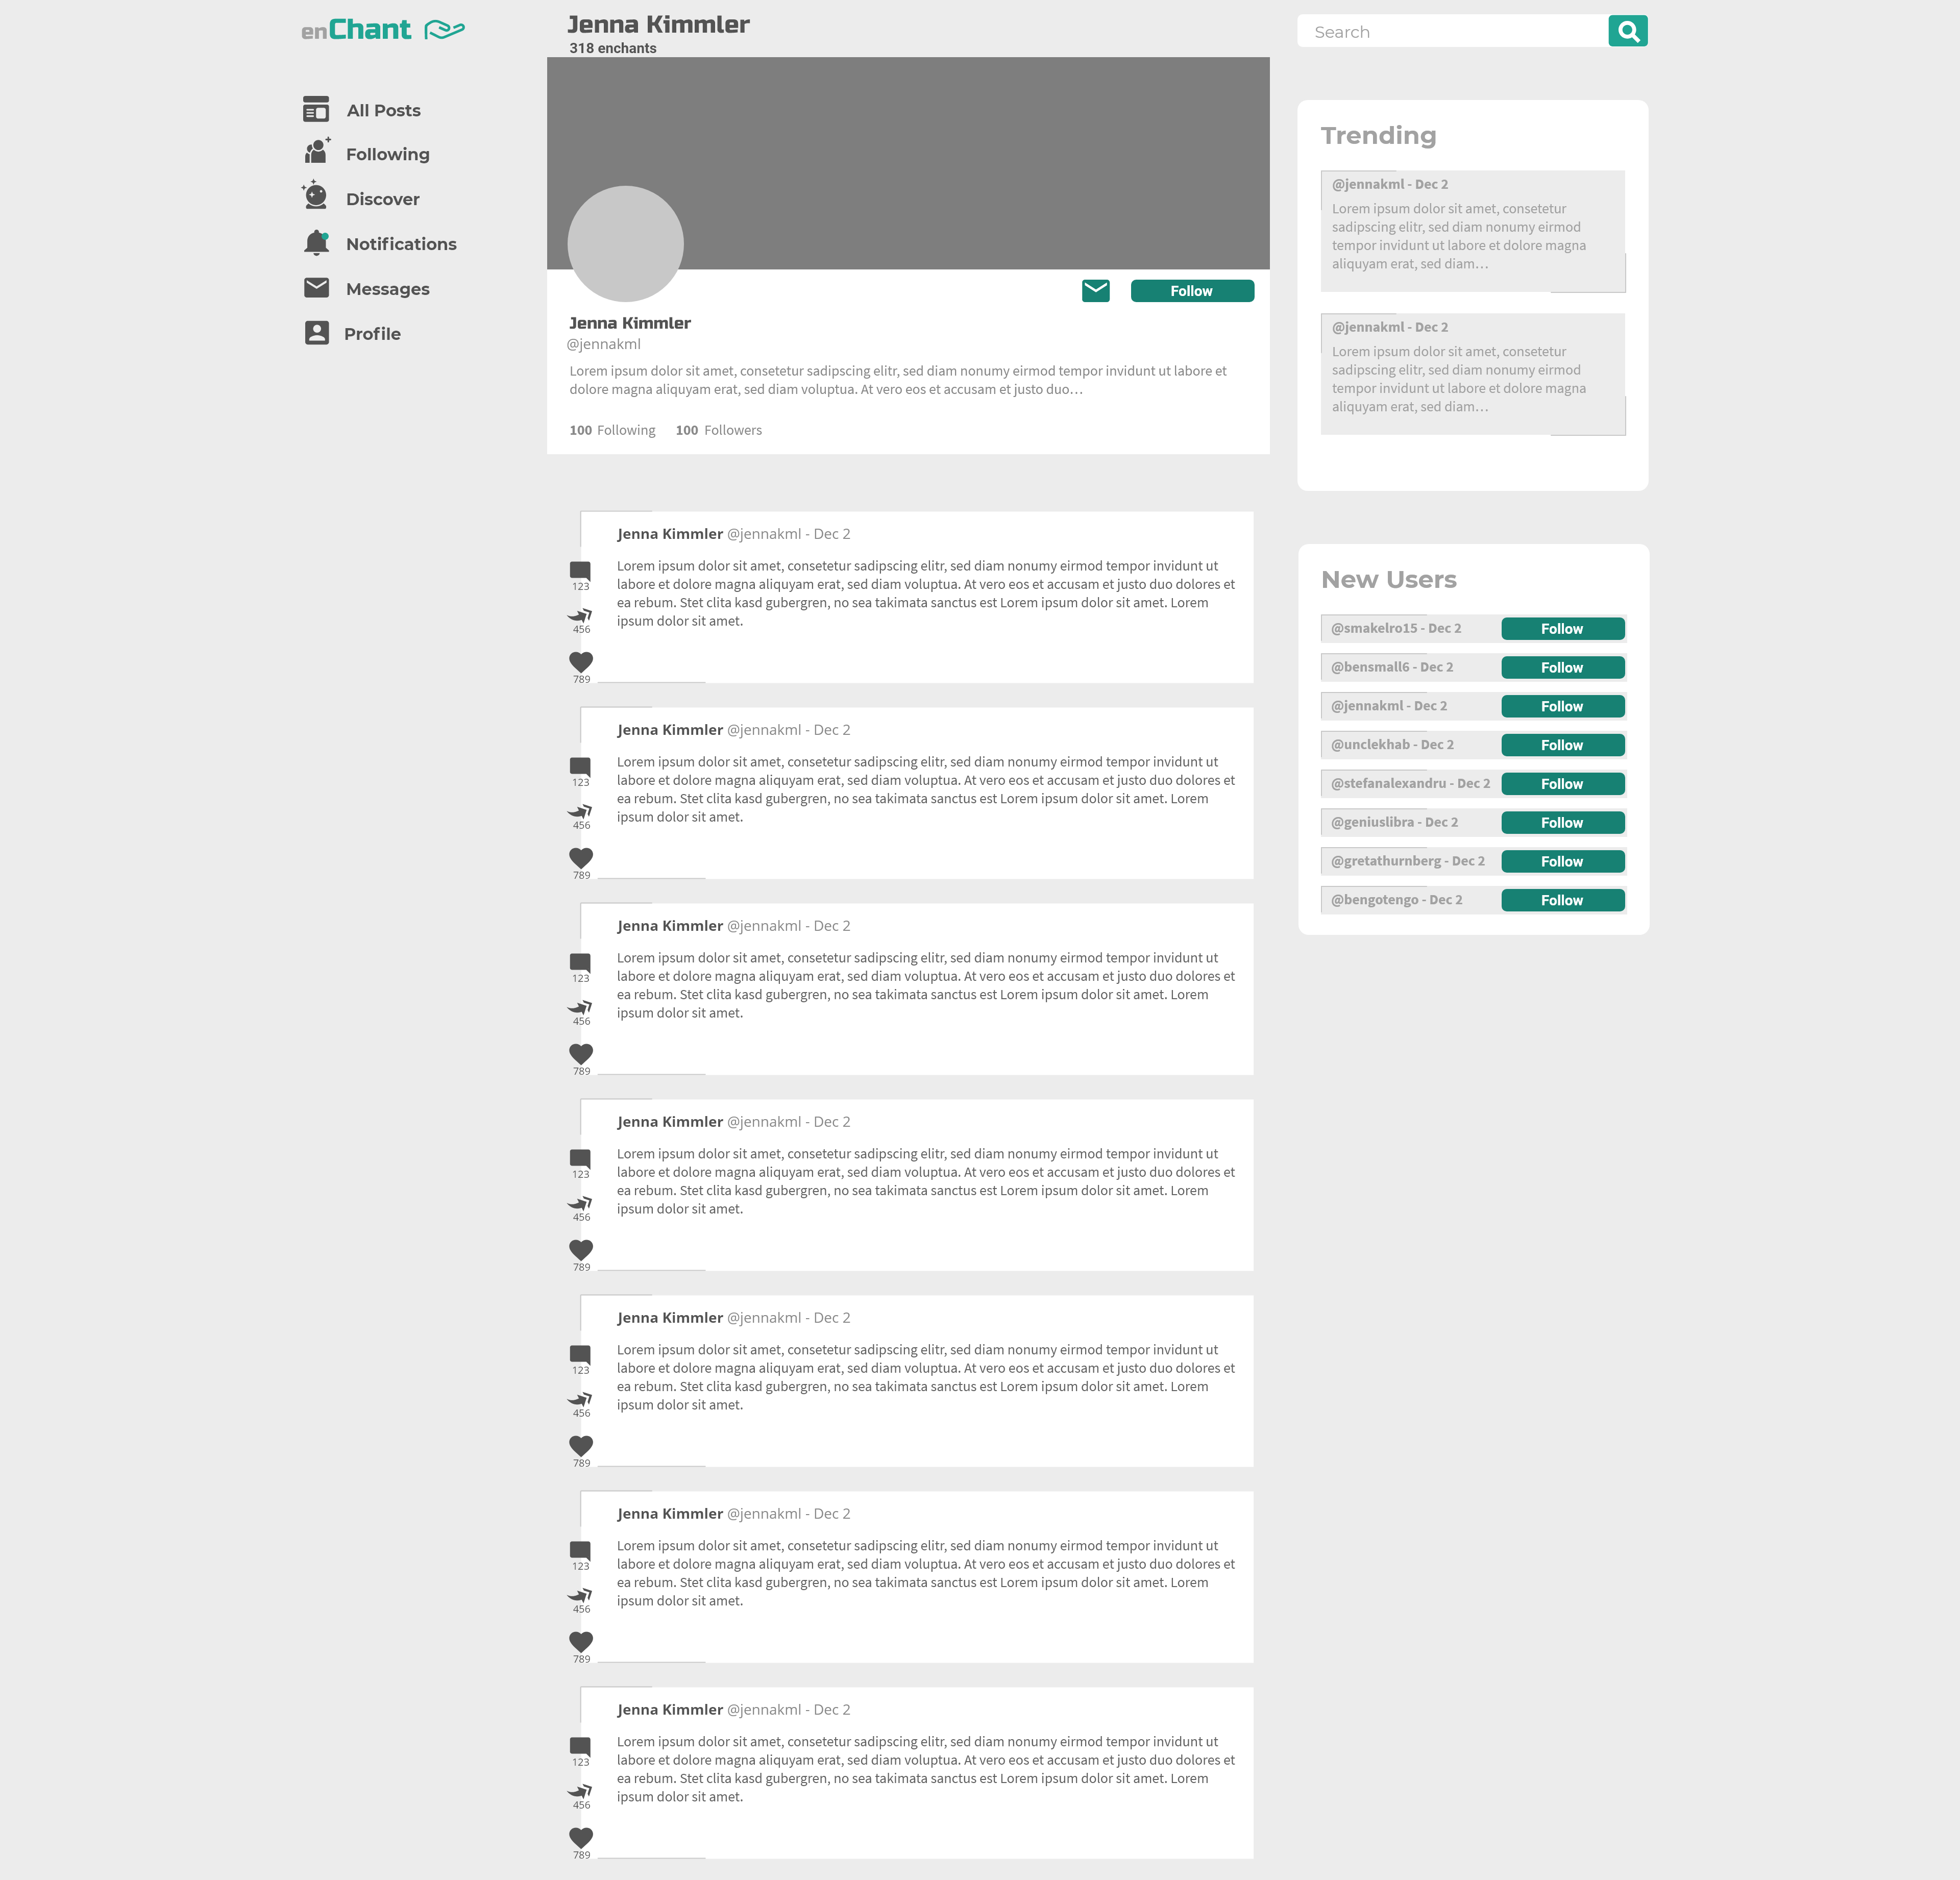 enChant
All Posts
Following
Discover
Notifications
Messages
Profile
Jenna Kimmler
318 enchants
Follow
Jenna Kimmler
@jennakml
Lorem ipsum dolor sit amet, consetetur sadipscing elitr, sed diam nonumy eirmod tempor invidunt ut labore et
dolore magna aliquyam erat, sed diam voluptua. At vero eos et accusam et justo duo…
100 Following 100 Followers
Jenna Kimmler @jennakml - Dec 2
Lorem ipsum dolor sit amet, consetetur sadipscing elitr, sed diam nonumy eirmod tempor invidunt ut
labore et dolore magna aliquyam erat, sed diam voluptua. At vero eos et accusam et justo duo dolores et
ea rebum. Stet clita kasd gubergren, no sea takimata sanctus est Lorem ipsum dolor sit amet. Lorem
ipsum dolor sit amet.
123
456
789
Jenna Kimmler @jennakml - Dec 2
Lorem ipsum dolor sit amet, consetetur sadipscing elitr, sed diam nonumy eirmod tempor invidunt ut
labore et dolore magna aliquyam erat, sed diam voluptua. At vero eos et accusam et justo duo dolores et
ea rebum. Stet clita kasd gubergren, no sea takimata sanctus est Lorem ipsum dolor sit amet. Lorem
ipsum dolor sit amet.
123
456
789
Jenna Kimmler @jennakml - Dec 2
Lorem ipsum dolor sit amet, consetetur sadipscing elitr, sed diam nonumy eirmod tempor invidunt ut
labore et dolore magna aliquyam erat, sed diam voluptua. At vero eos et accusam et justo duo dolores et
ea rebum. Stet clita kasd gubergren, no sea takimata sanctus est Lorem ipsum dolor sit amet. Lorem
ipsum dolor sit amet.
123
456
789
Jenna Kimmler @jennakml - Dec 2
Lorem ipsum dolor sit amet, consetetur sadipscing elitr, sed diam nonumy eirmod tempor invidunt ut
labore et dolore magna aliquyam erat, sed diam voluptua. At vero eos et accusam et justo duo dolores et
ea rebum. Stet clita kasd gubergren, no sea takimata sanctus est Lorem ipsum dolor sit amet. Lorem
ipsum dolor sit amet.
123
456
789
Jenna Kimmler @jennakml - Dec 2
Lorem ipsum dolor sit amet, consetetur sadipscing elitr, sed diam nonumy eirmod tempor invidunt ut
labore et dolore magna aliquyam erat, sed diam voluptua. At vero eos et accusam et justo duo dolores et
ea rebum. Stet clita kasd gubergren, no sea takimata sanctus est Lorem ipsum dolor sit amet. Lorem
ipsum dolor sit amet.
123
456
789
Jenna Kimmler @jennakml - Dec 2
Lorem ipsum dolor sit amet, consetetur sadipscing elitr, sed diam nonumy eirmod tempor invidunt ut
labore et dolore magna aliquyam erat, sed diam voluptua. At vero eos et accusam et justo duo dolores et
ea rebum. Stet clita kasd gubergren, no sea takimata sanctus est Lorem ipsum dolor sit amet. Lorem
ipsum dolor sit amet.
123
456
789
Jenna Kimmler @jennakml - Dec 2
Lorem ipsum dolor sit amet, consetetur sadipscing elitr, sed diam nonumy eirmod tempor invidunt ut
labore et dolore magna aliquyam erat, sed diam voluptua. At vero eos et accusam et justo duo dolores et
ea rebum. Stet clita kasd gubergren, no sea takimata sanctus est Lorem ipsum dolor sit amet. Lorem
ipsum dolor sit amet.
123
456
789
Search
Trending
@jennakml - Dec 2
Lorem ipsum dolor sit amet, consetetur
sadipscing elitr, sed diam nonumy eirmod
tempor invidunt ut labore et dolore magna
aliquyam erat, sed diam…
@jennakml - Dec 2
Lorem ipsum dolor sit amet, consetetur
sadipscing elitr, sed diam nonumy eirmod
tempor invidunt ut labore et dolore magna
aliquyam erat, sed diam…
New Users
@smakelro15 - Dec 2 Follow
@bensmall6 - Dec 2 Follow
@jennakml - Dec 2 Follow
@unclekhab - Dec 2 Follow
@stefanalexandru - Dec 2 Follow
@geniuslibra - Dec 2 Follow
@gretathurnberg - Dec 2 Follow
@bengotengo - Dec 2 Follow